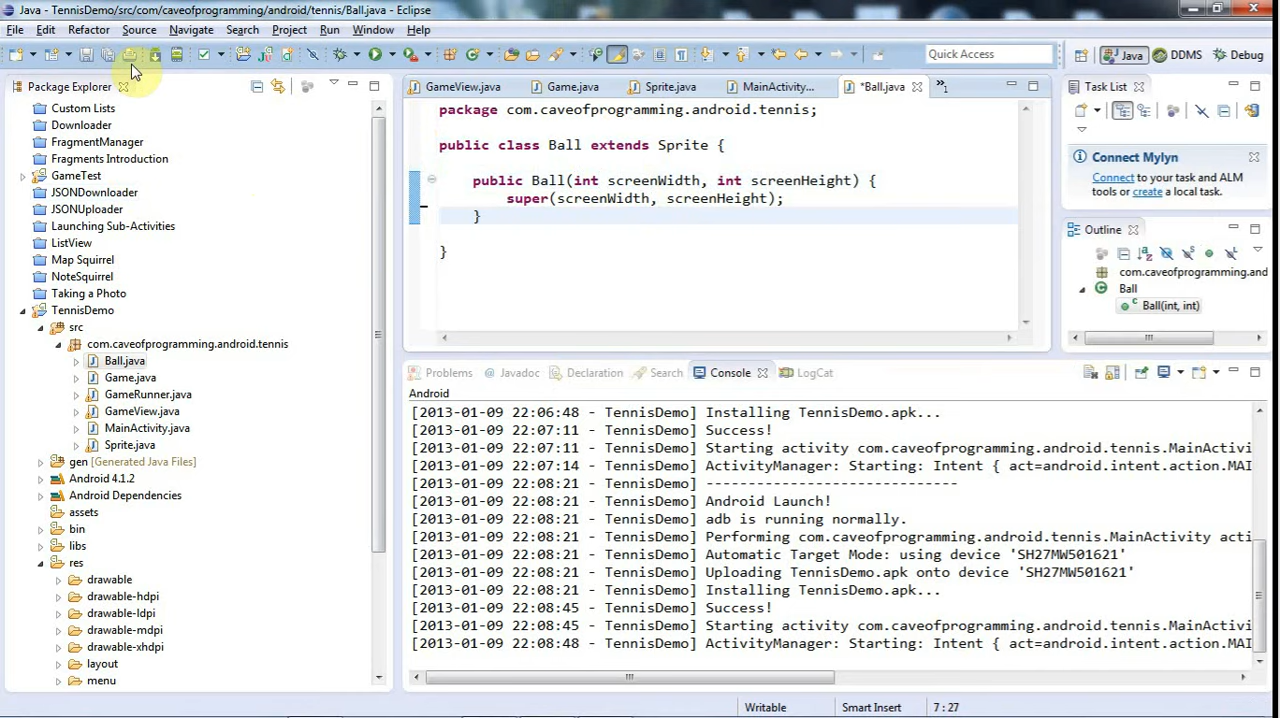 Java - TennisDemo/src/com/caveofprogramming/android/tennis/Ball.java - Eclipse
File Edit Refactor Source Navigate Search Project Run Window Help
Quick Access Java DDMS Debug
Package Explorer
Custom Lists
Downloader
FragmentManager
Fragments Introduction
GameTest
JSONDownloader
JSONUploader
Launching Sub-Activities
ListView
Map Squirrel
NoteSquirrel
Taking a Photo
TennisDemo
src
com.caveofprogramming.android.tennis
Ball.java
Game.java
GameRunner.java
GameView.java
MainActivity.java
Sprite.java
gen [Generated Java Files]
Android 4.1.2
Android Dependencies
assets
bin
libs
res
drawable
drawable-hdpi
drawable-ldpi
drawable-mdpi
drawable-xhdpi
layout
menu
GameView.java Game.java Sprite.java MainActivity... *Ball.java »1
package com.caveofprogramming.android.tennis;
public class Ball extends Sprite {
public Ball(int screenWidth, int screenHeight) {
super(screenWidth, screenHeight);
}
}
Task List
Connect Mylyn
Connect to your task and ALM
tools or create a local task.
Outline
com.caveofprogramming.and
Ball
Ball(int, int)
Problems Javadoc Declaration Search Console LogCat
Android
[2013-01-09 22:06:48 - TennisDemo] Installing TennisDemo.apk...
[2013-01-09 22:07:11 - TennisDemo] Success!
[2013-01-09 22:07:11 - TennisDemo] Starting activity com.caveofprogramming.android.tennis.MainActivi
[2013-01-09 22:07:14 - TennisDemo] ActivityManager: Starting: Intent { act=android.intent.action.MAI
[2013-01-09 22:08:21 - TennisDemo] ------------------------------
[2013-01-09 22:08:21 - TennisDemo] Android Launch!
[2013-01-09 22:08:21 - TennisDemo] adb is running normally.
[2013-01-09 22:08:21 - TennisDemo] Performing com.caveofprogramming.android.tennis.MainActivity acti
[2013-01-09 22:08:21 - TennisDemo] Automatic Target Mode: using device 'SH27MW501621'
[2013-01-09 22:08:21 - TennisDemo] Uploading TennisDemo.apk onto device 'SH27MW501621'
[2013-01-09 22:08:21 - TennisDemo] Installing TennisDemo.apk...
[2013-01-09 22:08:45 - TennisDemo] Success!
[2013-01-09 22:08:45 - TennisDemo] Starting activity com.caveofprogramming.android.tennis.MainActivi
[2013-01-09 22:08:48 - TennisDemo] ActivityManager: Starting: Intent { act=android.intent.action.MAI
Writable Smart Insert 7 : 27